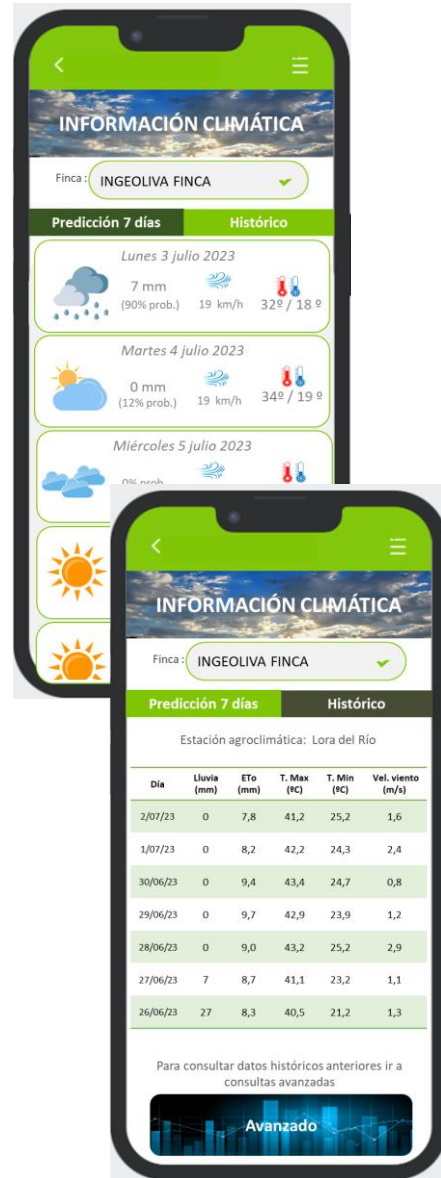 INFORMACIÓN CLIMÁTICA
Finca : INGEOLIVA FINCA
Predicción 7 días Histórico
Lunes 3 julio 2023
7 mm
(90% prob.) 19 km/h 32º / 18 º
Martes 4 julio 2023
0 mm
(12% prob.) 19 km/h 34º / 19 º
Miércoles 5 julio 2023
0% prob
INFORMACIÓN CLIMÁTICA
Finca : INGEOLIVA FINCA
Predicción 7 días Histórico
Estación agroclimática: Lora del Río
Día Lluvia (mm) ETo (mm) T. Max (ºC) T. Min (ºC) Vel. viento (m/s)
2/07/23 0 7,8 41,2 25,2 1,6
1/07/23 0 8,2 42,2 24,3 2,4
30/06/23 0 9,4 43,4 24,7 0,8
29/06/23 0 9,7 42,9 23,9 1,2
28/06/23 0 9,0 43,2 25,2 2,9
27/06/23 7 8,7 41,1 23,2 1,1
26/06/23 27 8,3 40,5 21,2 1,3
Para consultar datos históricos anteriores ir a
consultas avanzadas
Avanzado